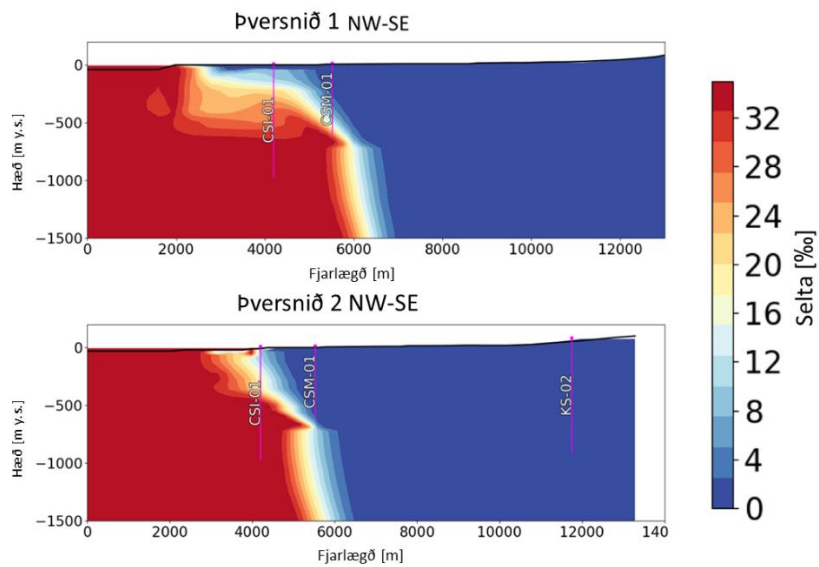 Þversnið 1 NW-SE
0
−500
−1000
−1500
Hæð [m y.s.]
CSI-01
CSM-01
0
2000
4000
6000
8000
10000
12000
Fjarlægð [m]
Þversnið 2 NW-SE
0
−500
−1000
−1500
Hæð [m y.s.]
CSI-01
CSM-01
KS-02
0
2000
4000
6000
8000
10000
12000
140
Fjarlægð [m]
32
28
24
20
16
12
8
4
0
Selta [‰]